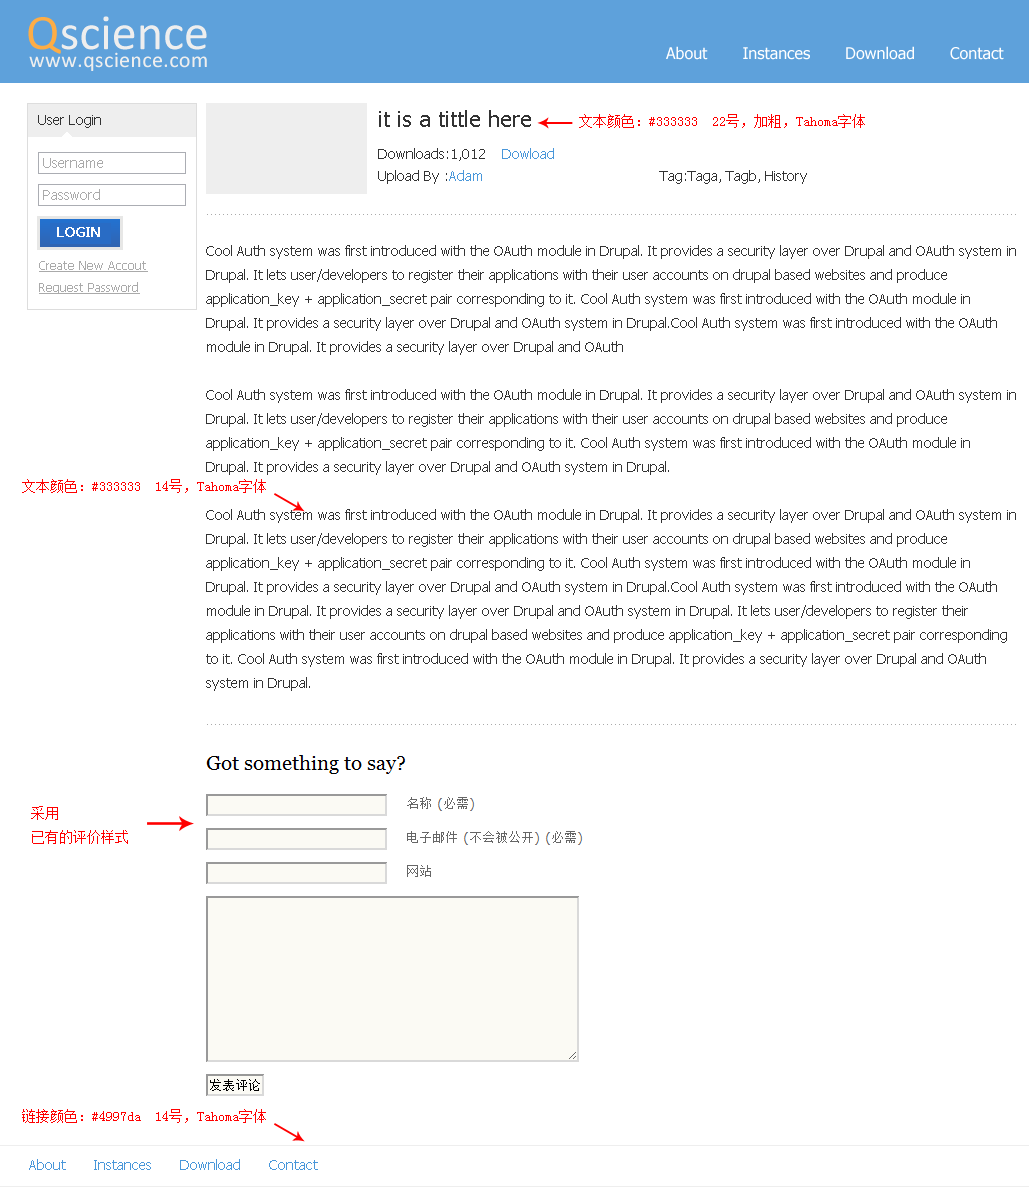 Qscience
www.qscience.com
About Instances Download Contact
User Login
Username
Password
LOGIN
Create New Accout
Request Password
it is a tittle here
文本颜色：#333333 22号，加粗，Tahoma字体
Downloads:1,012 Dowload
Upload By :Adam Tag:Taga, Tagb, History
Cool Auth system was first introduced with the OAuth module in Drupal. It provides a security layer over Drupal and OAuth system in
Drupal. It lets user/developers to register their applications with their user accounts on drupal based websites and produce
application_key + application_secret pair corresponding to it. Cool Auth system was first introduced with the OAuth module in
Drupal. It provides a security layer over Drupal and OAuth system in Drupal.Cool Auth system was first introduced with the OAuth
module in Drupal. It provides a security layer over Drupal and OAuth
Cool Auth system was first introduced with the OAuth module in Drupal. It provides a security layer over Drupal and OAuth system in
Drupal. It lets user/developers to register their applications with their user accounts on drupal based websites and produce
application_key + application_secret pair corresponding to it. Cool Auth system was first introduced with the OAuth module in
Drupal. It provides a security layer over Drupal and OAuth system in Drupal.
文本颜色：#333333 14号，Tahoma字体
Cool Auth system was first introduced with the OAuth module in Drupal. It provides a security layer over Drupal and OAuth system in
Drupal. It lets user/developers to register their applications with their user accounts on drupal based websites and produce
application_key + application_secret pair corresponding to it. Cool Auth system was first introduced with the OAuth module in
Drupal. It provides a security layer over Drupal and OAuth system in Drupal.Cool Auth system was first introduced with the OAuth
module in Drupal. It provides a security layer over Drupal and OAuth system in Drupal. It lets user/developers to register their
applications with their user accounts on drupal based websites and produce application_key + application_secret pair corresponding
to it. Cool Auth system was first introduced with the OAuth module in Drupal. It provides a security layer over Drupal and OAuth
system in Drupal.
Got something to say?
名称 (必需)
采用
已有的评价样式
电子邮件 (不会被公开) (必需)
网站
发表评论
链接颜色：#4997da 14号，Tahoma字体
About Instances Download Contact